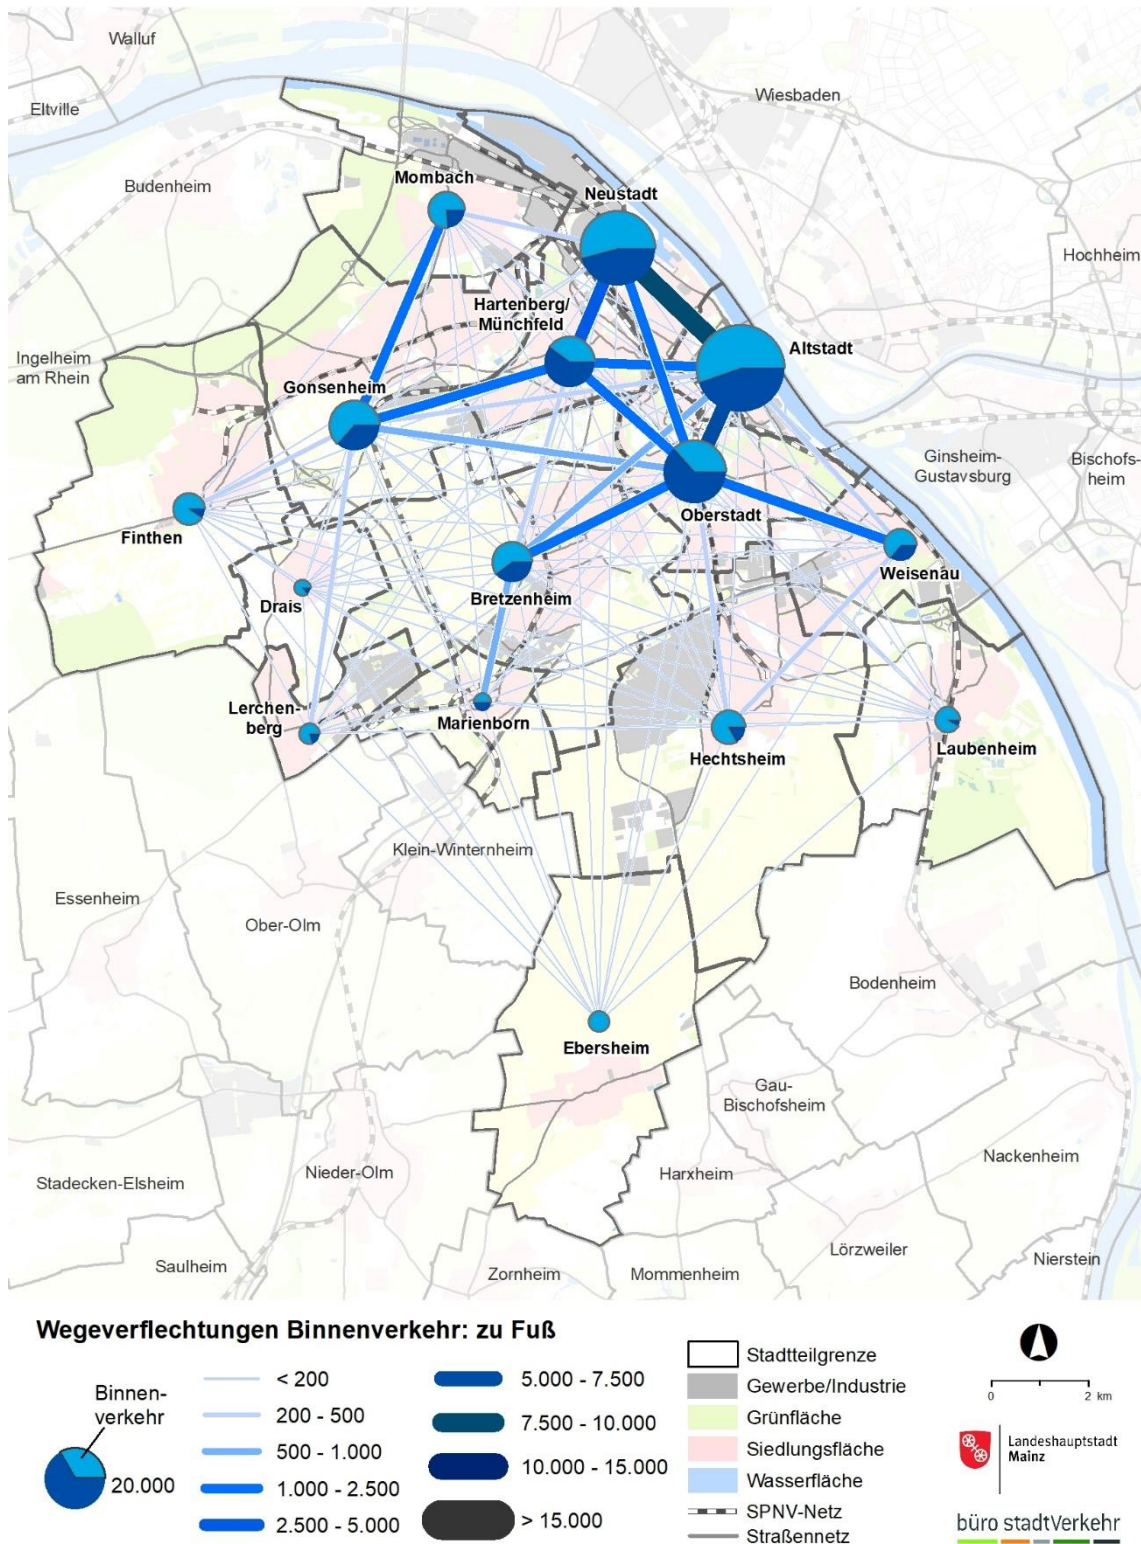 Walluf
Eltville
Wiesbaden
Budenheim
Mombach
Neustadt
Hochheim
Hartenberg/
Münchfeld
Altstadt
Ingelheim
am Rhein
Gonsenheim
Ginsheim-
Gustavsburg
Bischofs-
heim
Oberstadt
Finthen
Weisenau
Bretzenheim
Drais
Lerchen-
berg
Marienborn
Hechtsheim
Laubenheim
Klein-Winternheim
Essenheim
Ober-Olm
Bodenheim
Ebersheim
Gau-
Bischofsheim
Nieder-Olm
Harxheim
Nackenheim
Stadecken-Elsheim
Lörzweiler
Nierstein
Saulheim
Zornheim
Mommenheim
Wegeverflechtungen Binnenverkehr: zu Fuß
Binnen-
verkehr
20.000
< 200
200 - 500
500 - 1.000
1.000 - 2.500
2.500 - 5.000
5.000 - 7.500
7.500 - 10.000
10.000 - 15.000
> 15.000
Stadtteilgrenze
Gewerbe/Industrie
Grünfläche
Siedlungsfläche
Wasserfläche
SPNV-Netz
Straßennetz
0 2 km
Landeshauptstadt
Mainz
büro stadtVerkehr